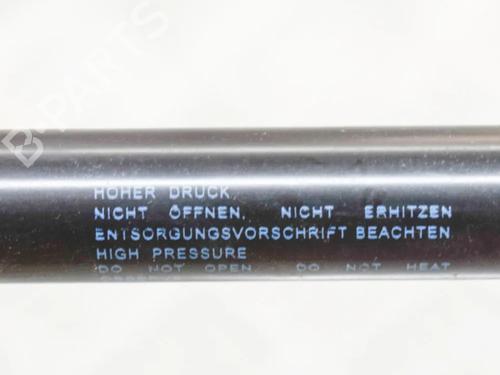 HOHER DRUCK
NICHT ÖFFNEN, NICHT ERHITZEN
ENTSORGUNGSVORSCHRIFT BEACHTEN
HIGH PRESSURE
DO NOT OPEN DO NOT HEAT